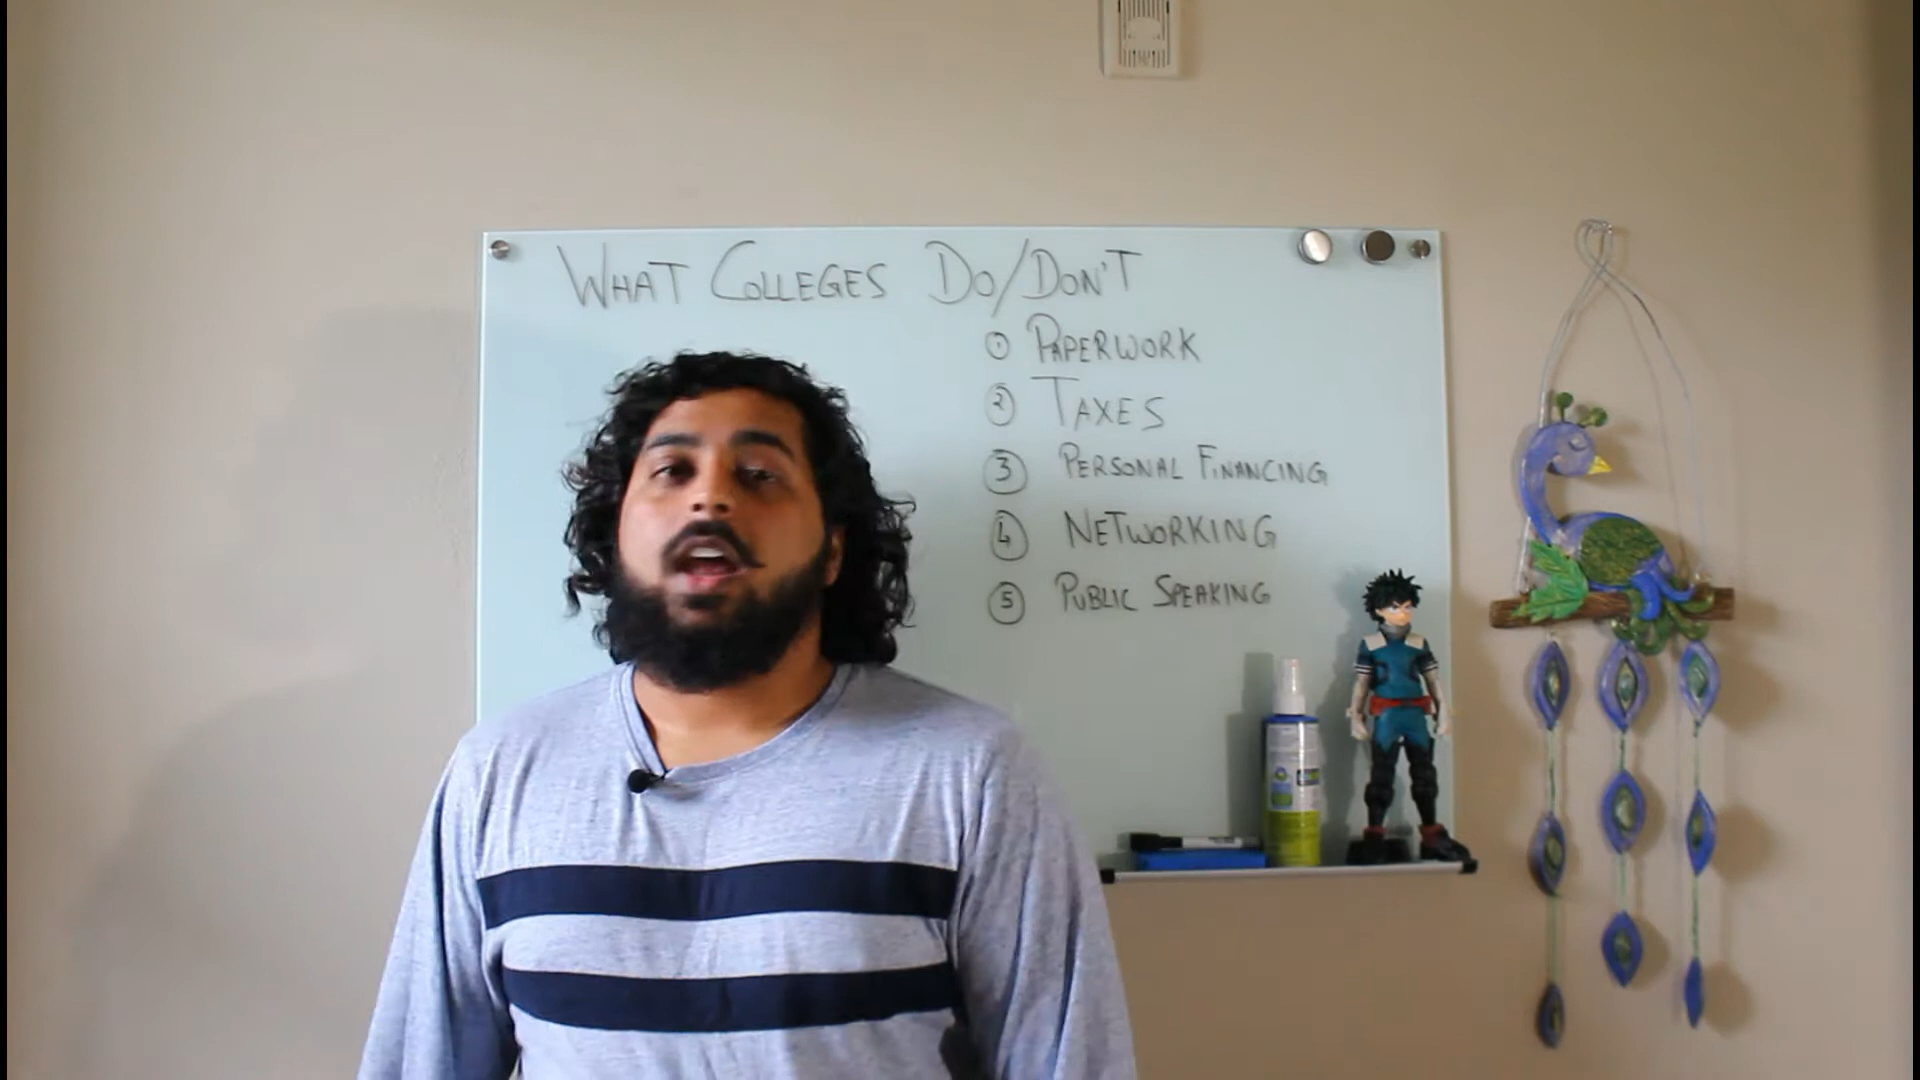 WHAT COLLEGES DO/DON'T
① PAPERWORK
② TAXES
③ PERSONAL FINANCING
④ NETWORKING
⑤ PUBLIC SPEAKING